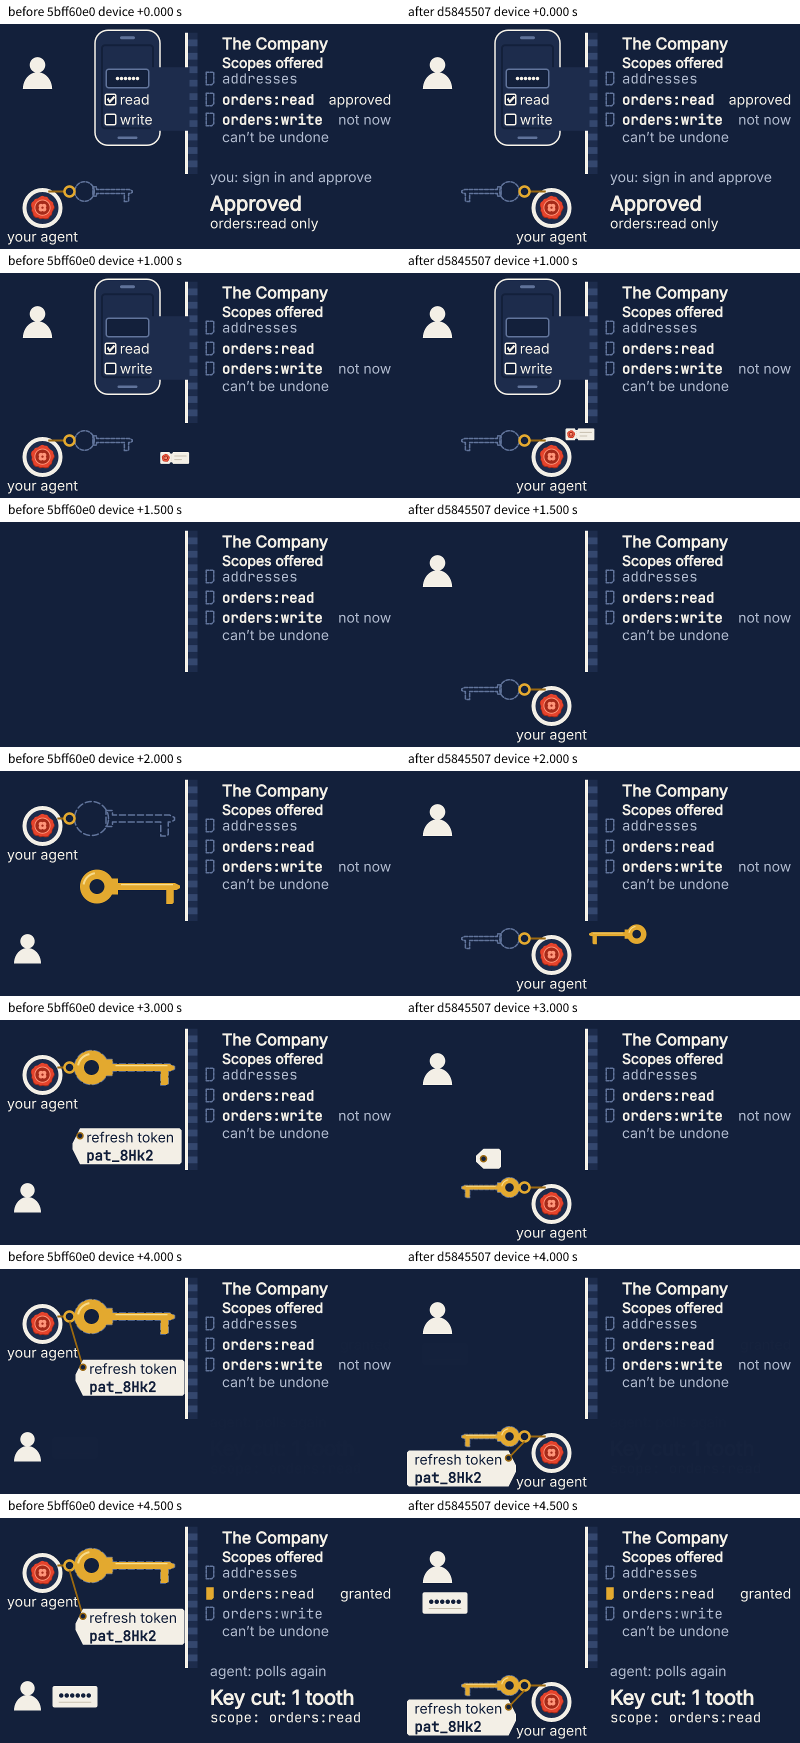 before 5bff60e0 device +0.000 s
The Company
Scopes offered
addresses
••••••
read
orders:read approved
write
orders:write not now
can't be undone
you: sign in and approve
Approved
orders:read only
your agent
after d5845507 device +0.000 s
The Company
Scopes offered
addresses
••••••
read
orders:read approved
write
orders:write not now
can't be undone
you: sign in and approve
Approved
orders:read only
your agent
before 5bff60e0 device +1.000 s
The Company
Scopes offered
addresses
read
orders:read
write
orders:write not now
can't be undone
your agent
after d5845507 device +1.000 s
The Company
Scopes offered
addresses
read
orders:read
write
orders:write not now
can't be undone
your agent
before 5bff60e0 device +1.500 s
The Company
Scopes offered
addresses
orders:read
orders:write not now
can't be undone
after d5845507 device +1.500 s
The Company
Scopes offered
addresses
orders:read
orders:write not now
can't be undone
your agent
before 5bff60e0 device +2.000 s
The Company
Scopes offered
addresses
orders:read
orders:write not now
can't be undone
your agent
after d5845507 device +2.000 s
The Company
Scopes offered
addresses
orders:read
orders:write not now
can't be undone
your agent
before 5bff60e0 device +3.000 s
The Company
Scopes offered
addresses
orders:read
orders:write not now
can't be undone
your agent
refresh token
pat_8Hk2
after d5845507 device +3.000 s
The Company
Scopes offered
addresses
orders:read
orders:write not now
can't be undone
your agent
before 5bff60e0 device +4.000 s
The Company
Scopes offered
addresses
orders:read
orders:write not now
can't be undone
your agent
refresh token
pat_8Hk2
after d5845507 device +4.000 s
The Company
Scopes offered
addresses
orders:read
orders:write not now
can't be undone
Key cut: 1 tooth
refresh token
pat_8Hk2
your agent
before 5bff60e0 device +4.500 s
The Company
Scopes offered
addresses
orders:read granted
orders:write
can't be undone
your agent
refresh token
pat_8Hk2
••••••
agent: polls again
Key cut: 1 tooth
scope: orders:read
after d5845507 device +4.500 s
The Company
Scopes offered
addresses
orders:read granted
••••••
orders:write
can't be undone
agent: polls again
Key cut: 1 tooth
scope: orders:read
refresh token
pat_8Hk2
your agent